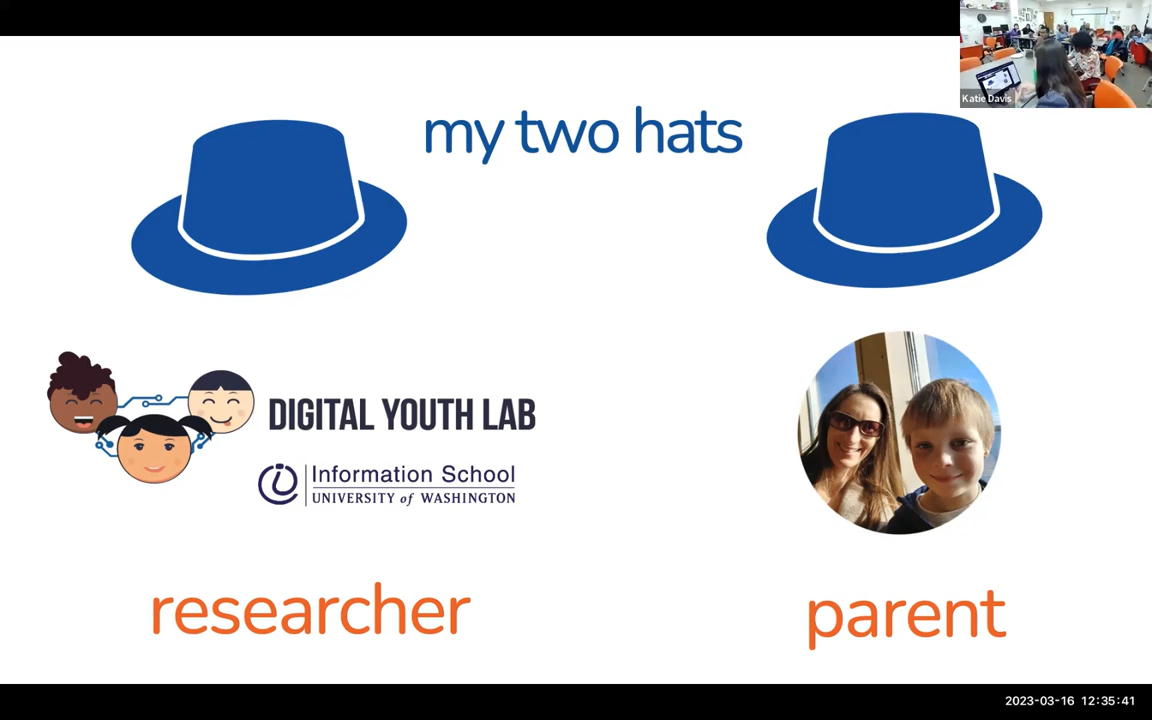 Katie Davis
my two hats
DIGITAL YOUTH LAB
Information School
UNIVERSITY of WASHINGTON
researcher
parent
2023-03-16 12:35:41